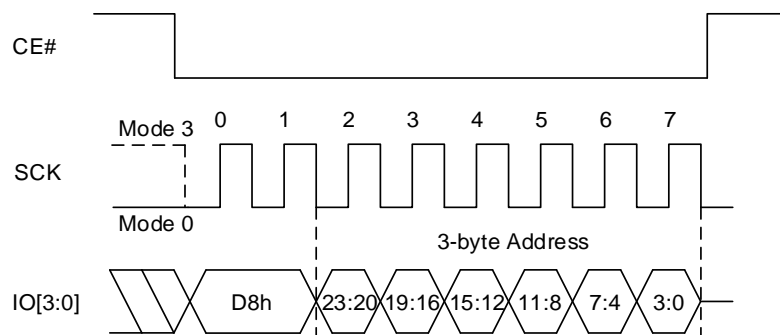 CE#
0 1 2 3 4 5 6 7
Mode 3
SCK
Mode 0
3-byte Address
IO[3:0] D8h 23:20 19:16 15:12 11:8 7:4 3:0